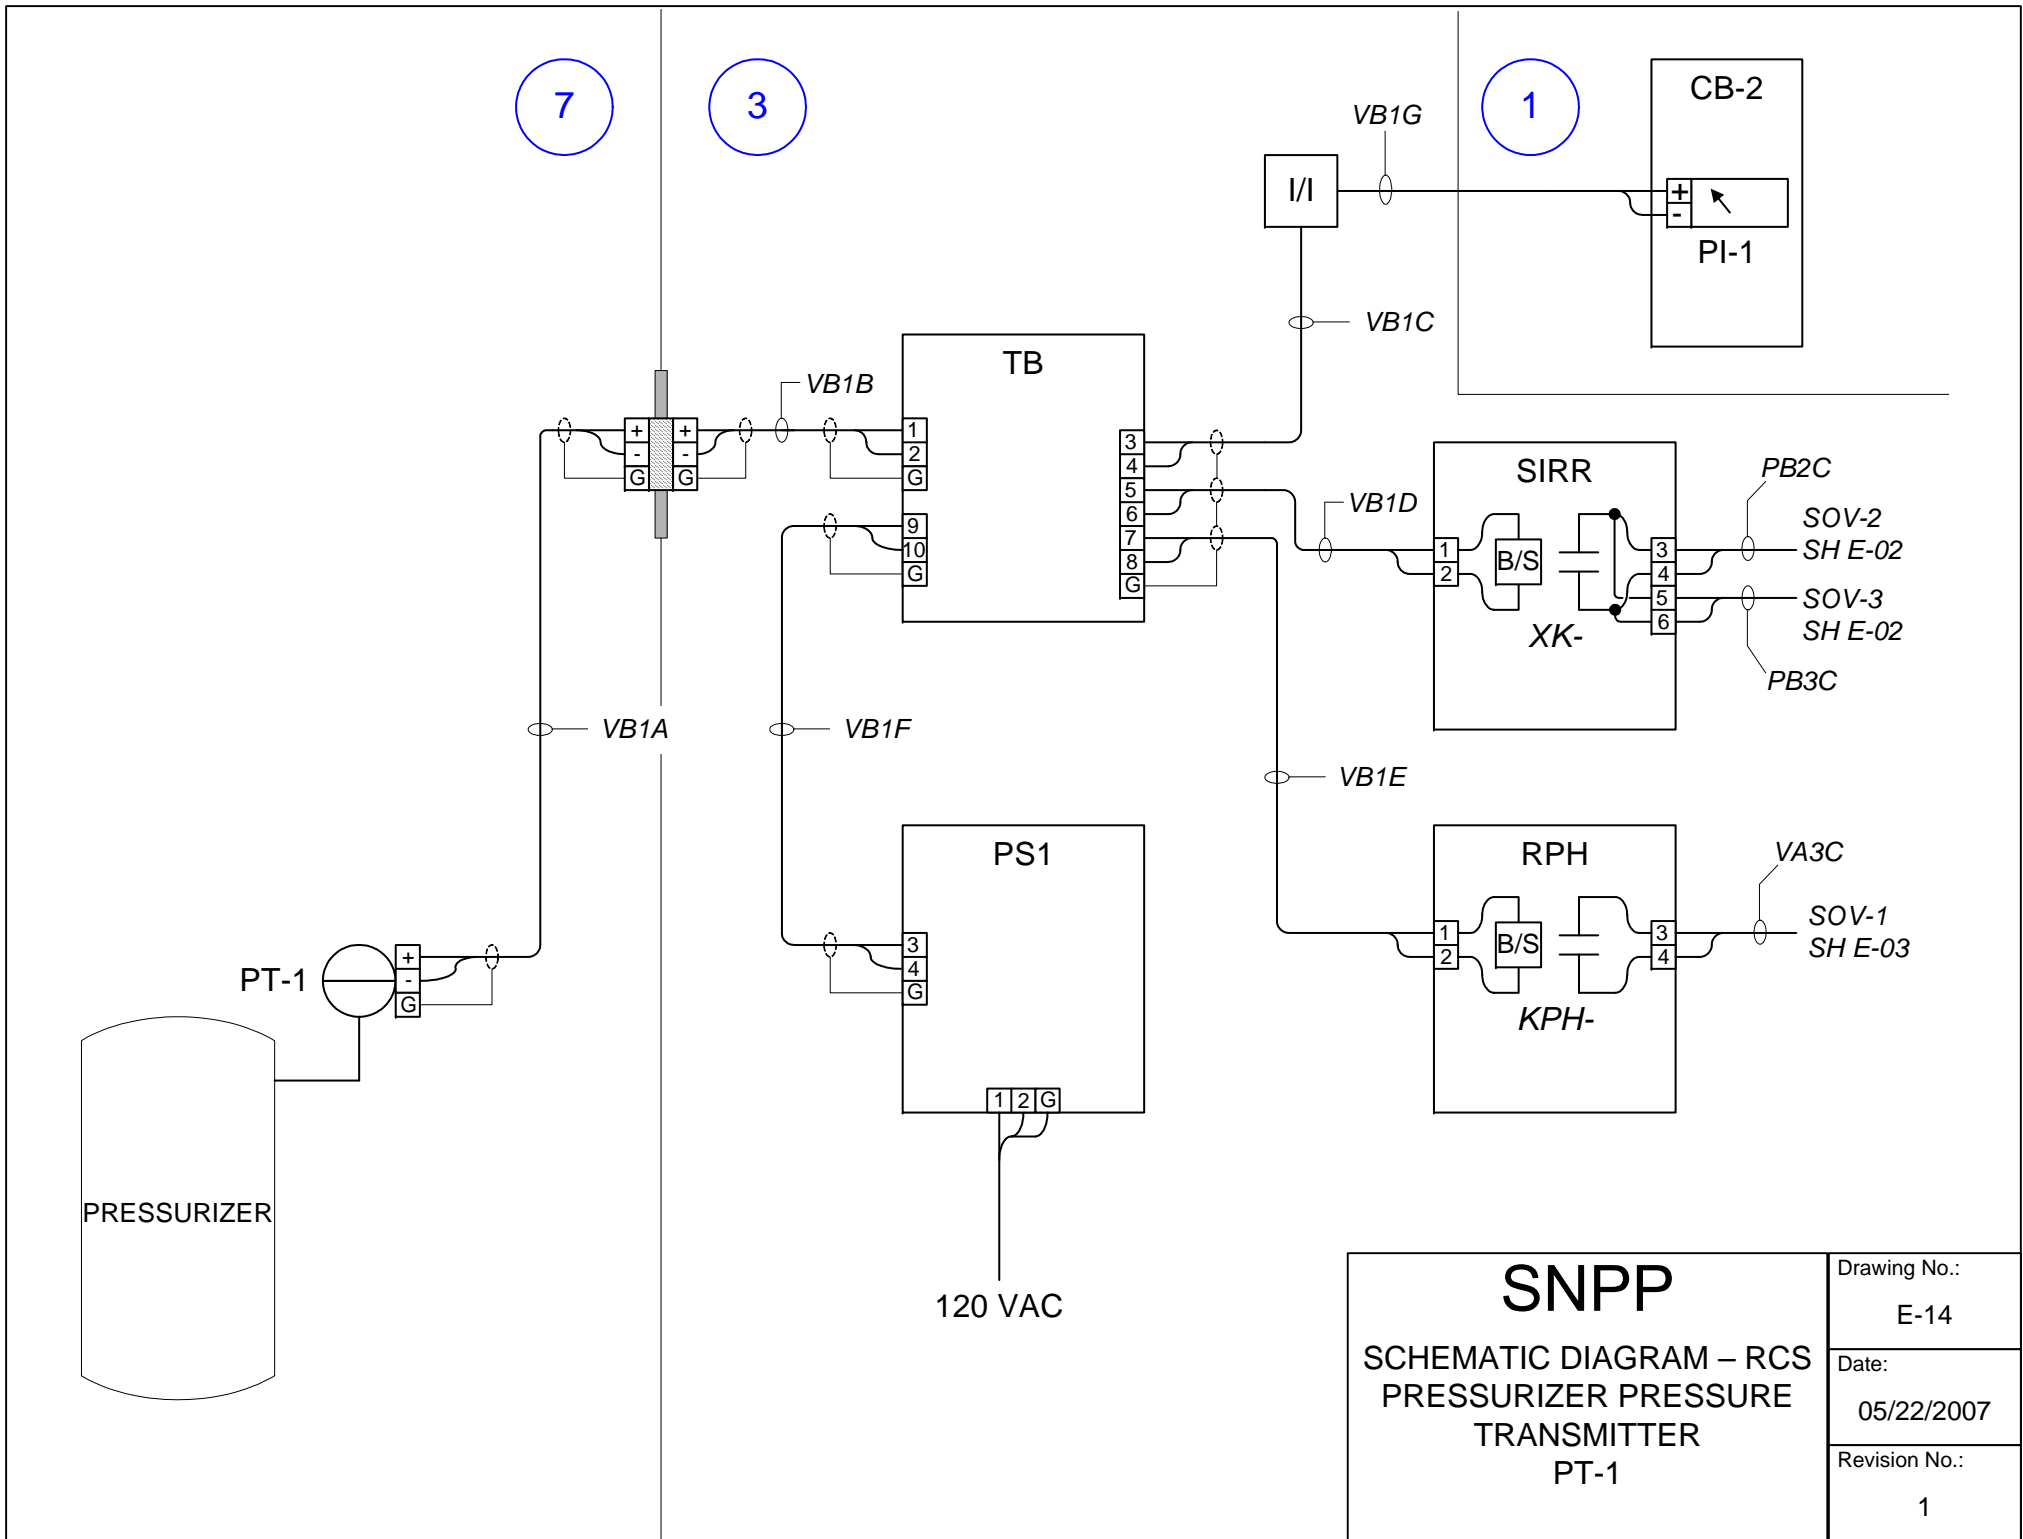 7
3
1
CB-2
VB1G
I/I
+
-
PI-1
VB1C
TB
VB1B
+ +
- -
G G
1
2
G
9
10
G
3
4
5
6
7
8
G
VB1D
SIRR
1
2
B/S
XK-
3
4
5
6
PB2C
SOV-2
SH E-02
SOV-3
SH E-02
PB3C
VB1A
VB1F
VB1E
PS1
3
4
G
1 2 G
120 VAC
RPH
1
2
B/S
KPH-
3
4
VA3C
SOV-1
SH E-03
PT-1
+
-
G
PRESSURIZER
SNPP
SCHEMATIC DIAGRAM – RCS
PRESSURIZER PRESSURE
TRANSMITTER
PT-1
Drawing No.:
E-14
Date:
05/22/2007
Revision No.:
1